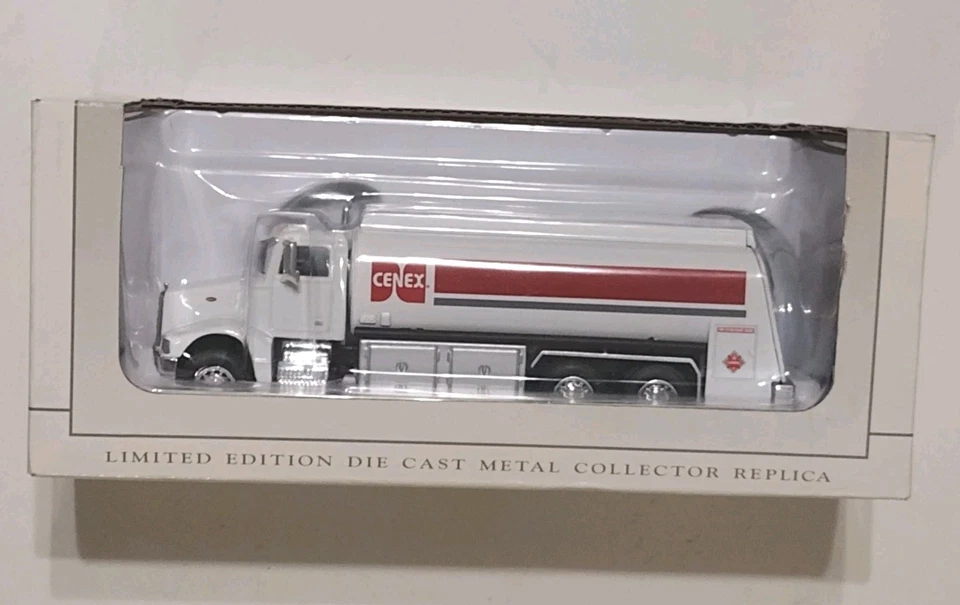 CENEX
LIMITED EDITION DIE CAST METAL COLLECTOR REPLICA